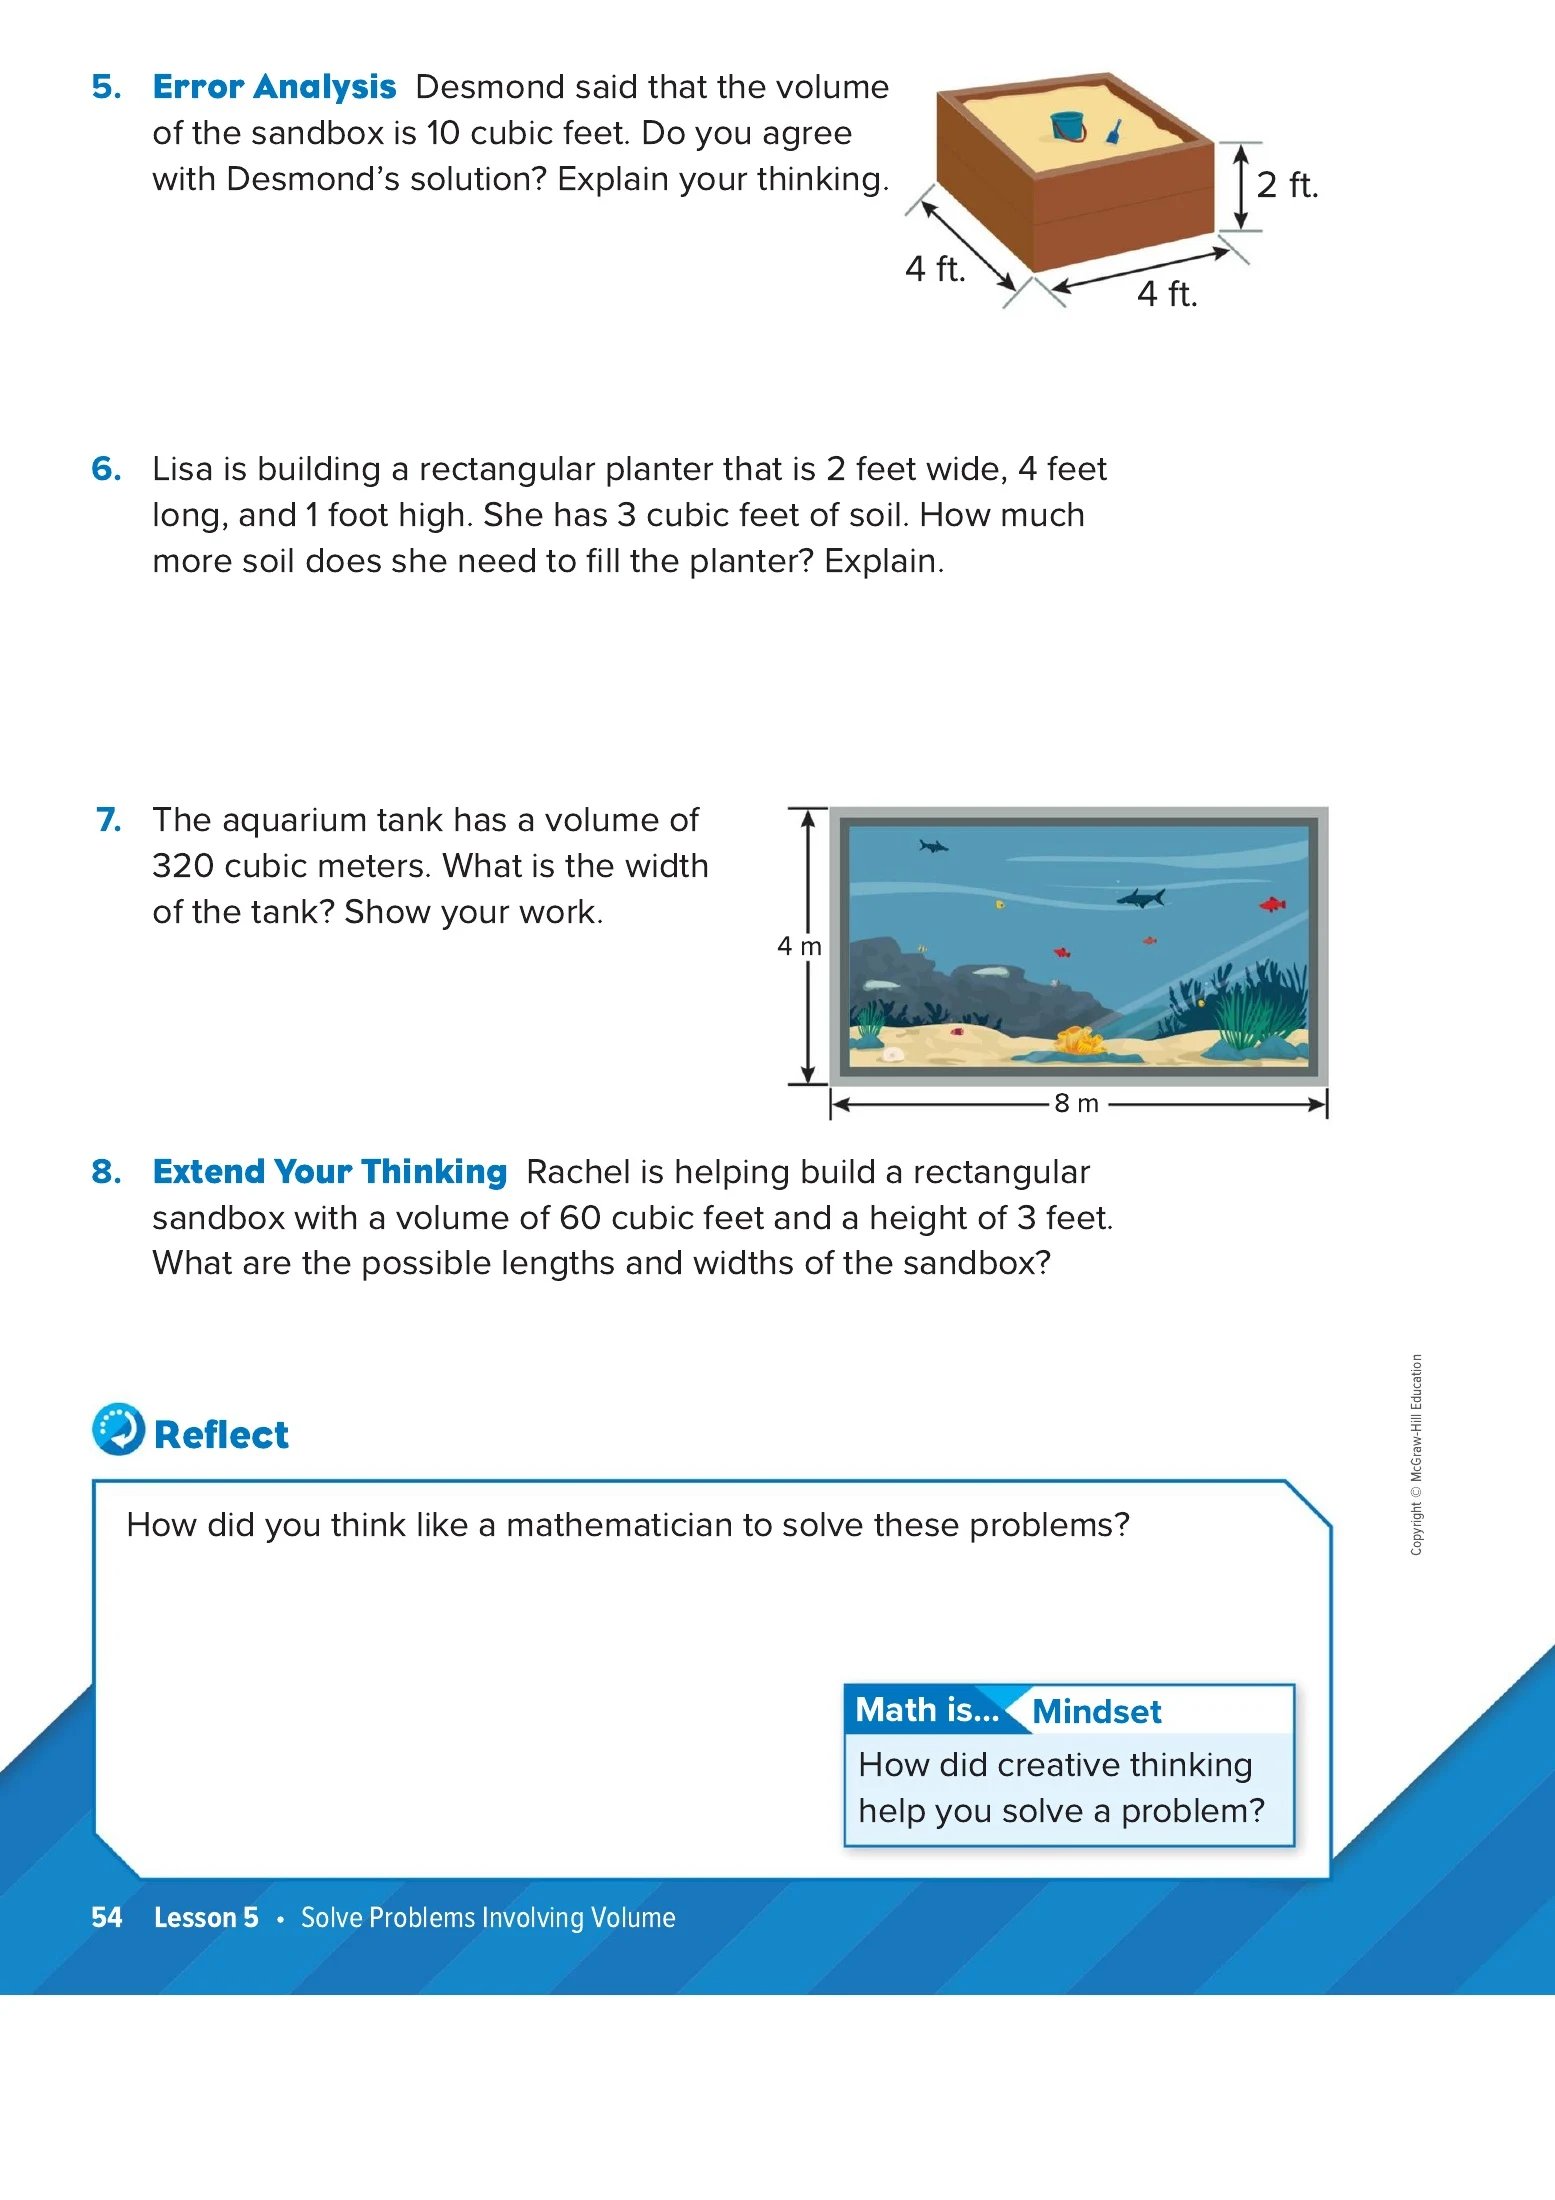 5. Error Analysis Desmond said that the volume
of the sandbox is 10 cubic feet. Do you agree
with Desmond’s solution? Explain your thinking.
2 ft.
4 ft.
4 ft.
6. Lisa is building a rectangular planter that is 2 feet wide, 4 feet
long, and 1 foot high. She has 3 cubic feet of soil. How much
more soil does she need to fill the planter? Explain.
7. The aquarium tank has a volume of
320 cubic meters. What is the width
of the tank? Show your work.
4 m
8 m
8. Extend Your Thinking Rachel is helping build a rectangular
sandbox with a volume of 60 cubic feet and a height of 3 feet.
What are the possible lengths and widths of the sandbox?
Copyright © McGraw-Hill Education
Reflect
How did you think like a mathematician to solve these problems?
Math is... Mindset
How did creative thinking
help you solve a problem?
54 Lesson 5 • Solve Problems Involving Volume